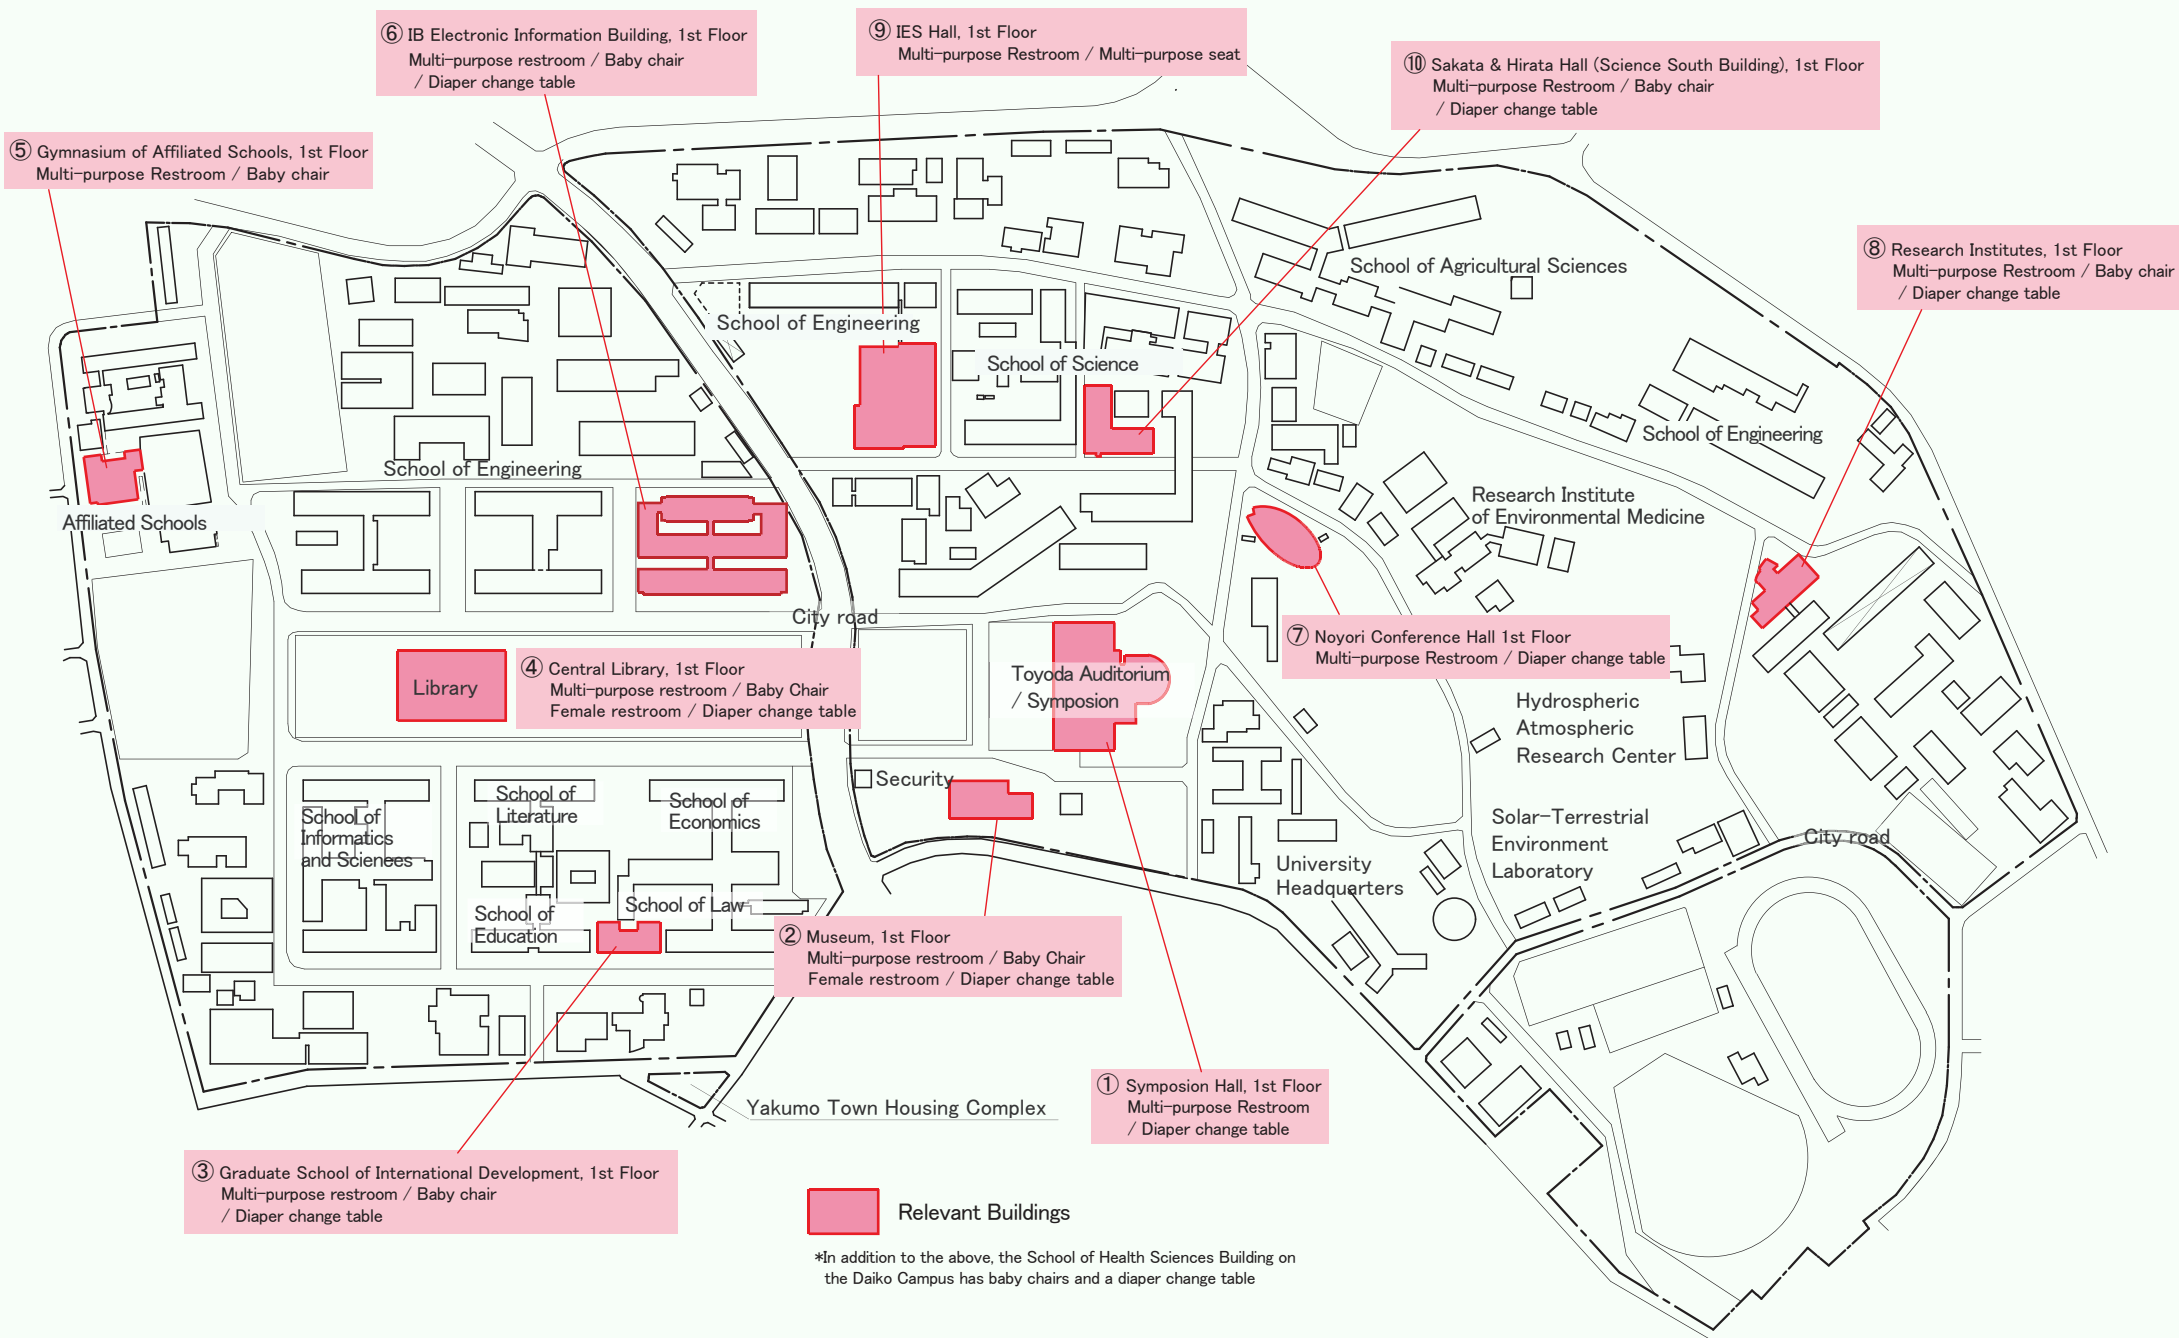 ⑥ IB Electronic Information Building, 1st Floor
Multi-purpose restroom / Baby chair
/ Diaper change table
⑨ IES Hall, 1st Floor
Multi-purpose Restroom / Multi-purpose seat
⑩ Sakata & Hirata Hall (Science South Building), 1st Floor
Multi-purpose Restroom / Baby chair
/ Diaper change table
⑤ Gymnasium of Affiliated Schools, 1st Floor
Multi-purpose Restroom / Baby chair
⑧ Research Institutes, 1st Floor
Multi-purpose Restroom / Baby chair
/ Diaper change table
School of Agricultural Sciences
School of Engineering
School of Science
School of Engineering
School of Engineering
Research Institute
of Environmental Medicine
Affiliated Schools
City road
⑦ Noyori Conference Hall 1st Floor
Multi-purpose Restroom / Diaper change table
Library
④ Central Library, 1st Floor
Multi-purpose restroom / Baby Chair
Female restroom / Diaper change table
Toyoda Auditorium
/ Symposion
Hydrospheric
Atmospheric
Research Center
Security
School of
Literature
School of
Economics
School of
Informatics
and Scienees
Solar-Terrestrial
Environment
Laboratory
City road
University
Headquarters
School of Law
School of
Education
② Museum, 1st Floor
Multi-purpose restroom / Baby Chair
Female restroom / Diaper change table
① Symposion Hall, 1st Floor
Multi-purpose Restroom
/ Diaper change table
Yakumo Town Housing Complex
③ Graduate School of International Development, 1st Floor
Multi-purpose restroom / Baby chair
/ Diaper change table
Relevant Buildings
*In addition to the above, the School of Health Sciences Building on
the Daiko Campus has baby chairs and a diaper change table